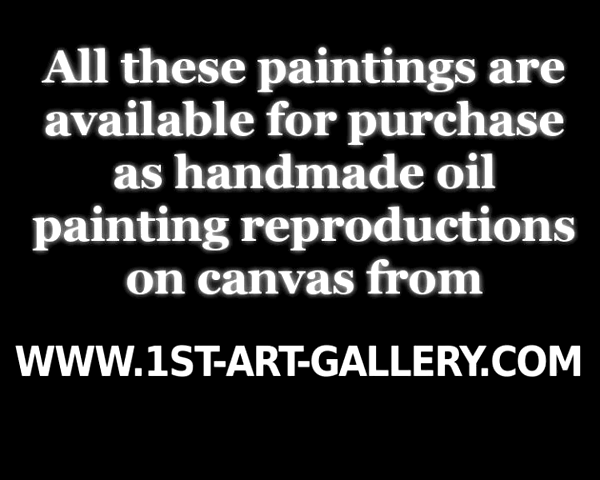 All these paintings are
available for purchase
as handmade oil
painting reproductions
on canvas from
WWW.1ST-ART-GALLERY.COM